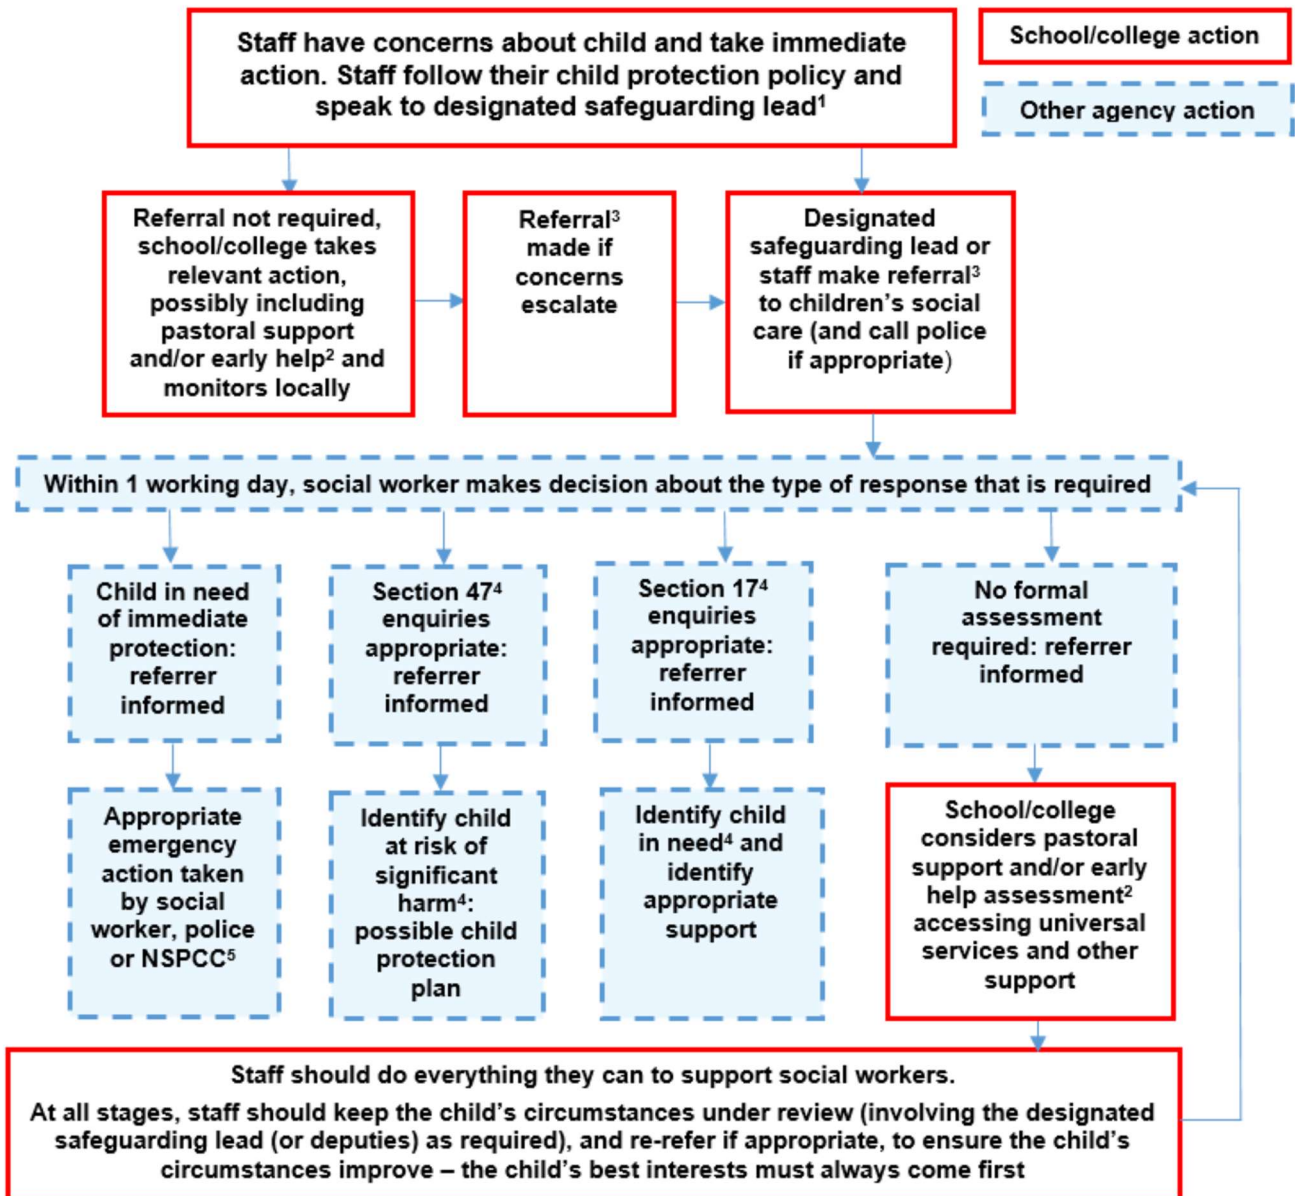 Staff have concerns about child and take immediate
action. Staff follow their child protection policy and
speak to designated safeguarding lead¹
School/college action
Other agency action
Referral not required,
school/college takes
relevant action,
possibly including
pastoral support
and/or early help² and
monitors locally
Referral³
made if
concerns
escalate
Designated
safeguarding lead or
staff make referral³
to children’s social
care (and call police
if appropriate)
Within 1 working day, social worker makes decision about the type of response that is required
Child in need
of immediate
protection:
referrer
informed
Section 47⁴
enquiries
appropriate:
referrer
informed
Section 17⁴
enquiries
appropriate:
referrer
informed
No formal
assessment
required: referrer
informed
Appropriate
emergency
action taken
by social
worker, police
or NSPCC⁵
Identify child
at risk of
significant
harm⁴:
possible child
protection
plan
Identify child
in need⁴ and
identify
appropriate
support
School/college
considers pastoral
support and/or early
help assessment²
accessing universal
services and other
support
Staff should do everything they can to support social workers.
At all stages, staff should keep the child’s circumstances under review (involving the designated
safeguarding lead (or deputies) as required), and re-refer if appropriate, to ensure the child’s
circumstances improve – the child’s best interests must always come first